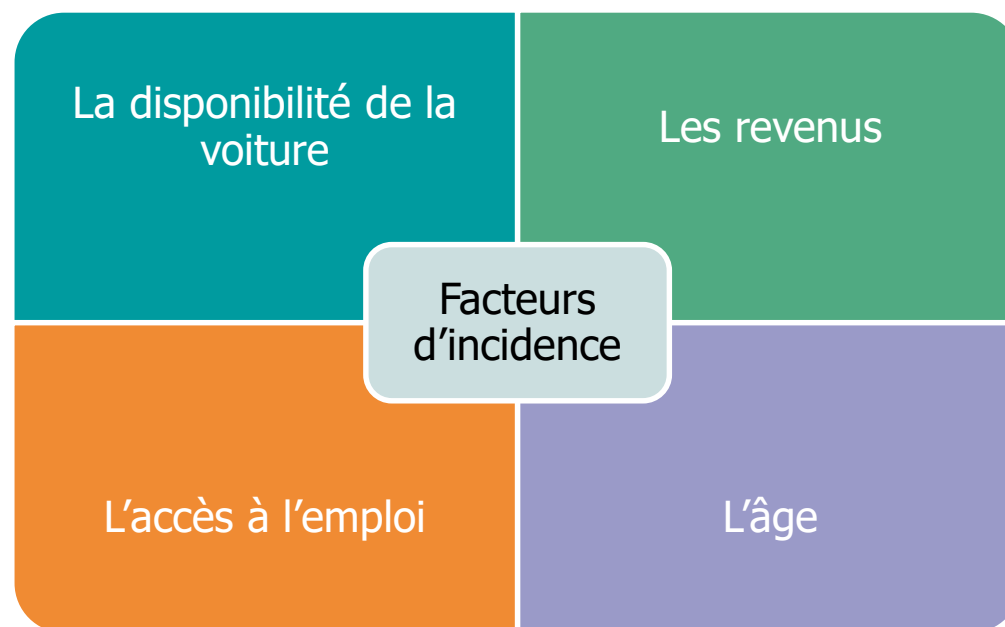 La disponibilité de la
voiture
Les revenus
Facteurs
d’incidence
L’accès à l’emploi
L’âge